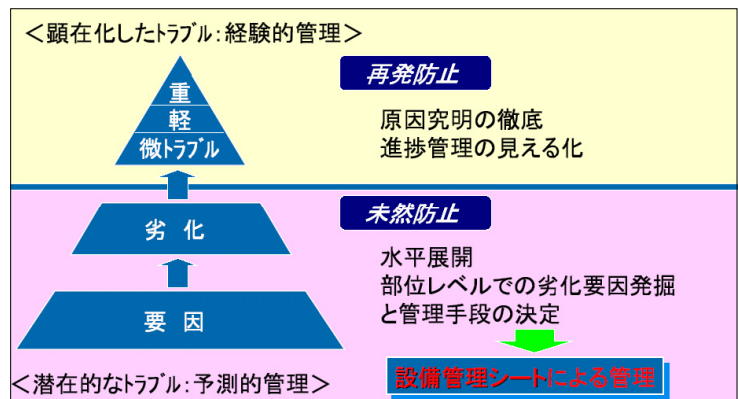 ＜顕在化したトラブル：経験的管理＞
再発防止
重
軽
微トラブル
原因究明の徹底
進捗管理の見える化
未然防止
劣 化
水平展開
部位レベルでの劣化要因発掘
と管理手段の決定
要 因
設備管理シートによる管理
＜潜在的なトラブル：予測的管理＞